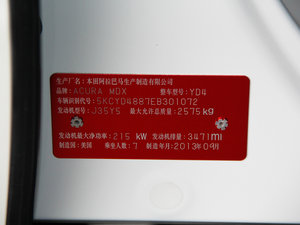 生产厂名：本田阿拉巴马生产制造有限公司
品牌：ACURA MDX 整车型号：YD4
车辆识别代号：5KCYD4887EB301072
发动机型号：J35Y5 最大允许总质量：2575kg
发动机最大净功率：215 kW 发动机排量：3471ml
制造国：美国 乘坐人数：7 制造年月：2013年09月